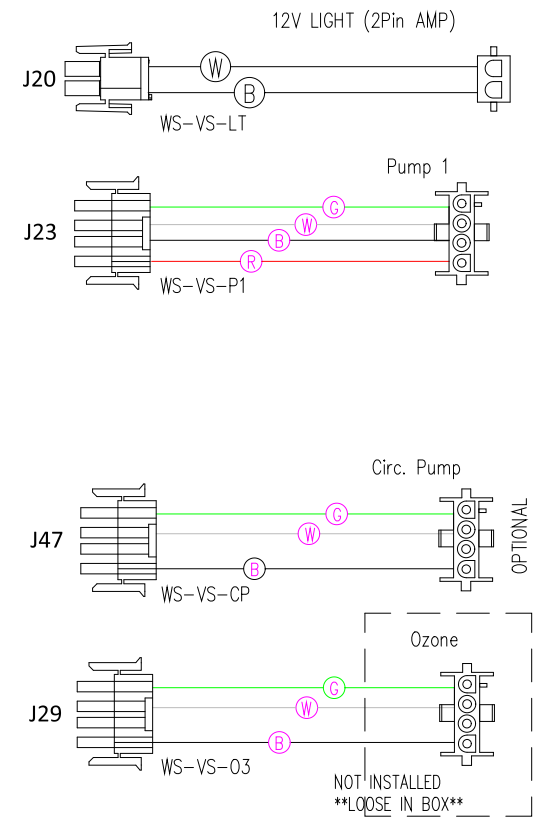 12V LIGHT (2Pin AMP)
J20
W
B
WS-VS-LT
Pump 1
J23
G
W
B
R
WS-VS-P1
Circ. Pump
J47
G
W
B
OPTIONAL
WS-VS-CP
Ozone
J29
G
W
B
WS-VS-03
NOT INSTALLED
**LOOSE IN BOX**